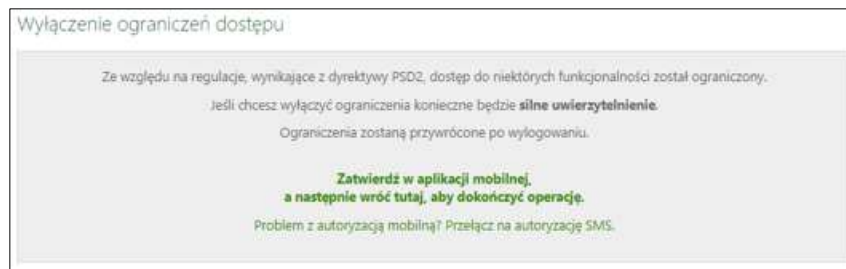 Wyłączenie ograniczeń dostępu
Ze względu na regulacje, wynikające z dyrektywy PSD2, dostęp do niektórych funkcjonalności został ograniczony.
Jeśli chcesz wyłączyć ograniczenia konieczne będzie silne uwierzytelnienie.
Ograniczenia zostaną przywrócone po wylogowaniu.
Zatwierdź w aplikacji mobilnej,
a następnie wróć tutaj, aby dokończyć operację.
Problem z autoryzacją mobilną? Przełącz na autoryzację SMS.